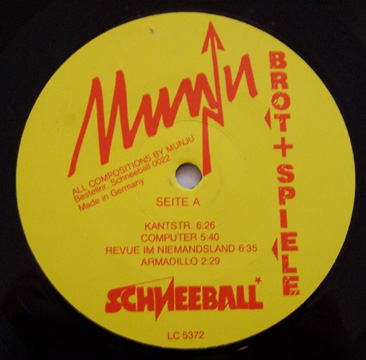 Munju
BROT + SPIELE
ALL COMPOSITIONS BY MUNJU
Bestellnr. Schneeball 0022
Made in Germany
SEITE A
KANTSTR. 6:26
COMPUTER 5:40
REVUE IM NIEMANDSLAND 6:35
ARMADILLO 2:29
SCHNEEBALL
LC 5372